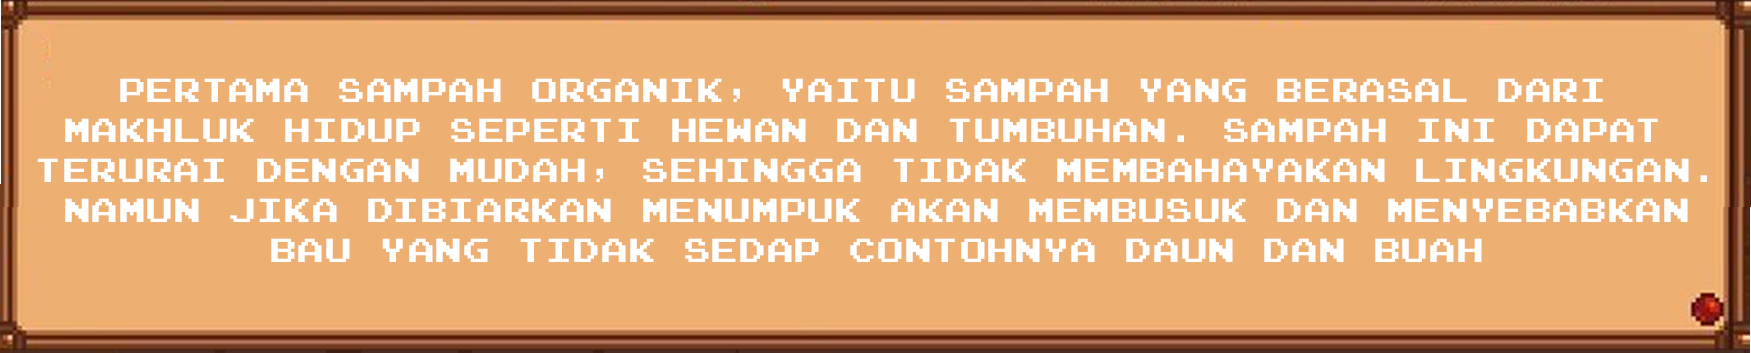 PERTAMA SAMPAH ORGANIK, YAITU SAMPAH YANG BERASAL DARI
MAKHLUK HIDUP SEPERTI HEWAN DAN TUMBUHAN. SAMPAH INI DAPAT
TERURAI DENGAN MUDAH, SEHINGGA TIDAK MEMBAHAYAKAN LINGKUNGAN.
NAMUN JIKA DIBIARKAN MENUMPUK AKAN MEMBUSUK DAN MENYEBABKAN
BAU YANG TIDAK SEDAP CONTOHNYA DAUN DAN BUAH